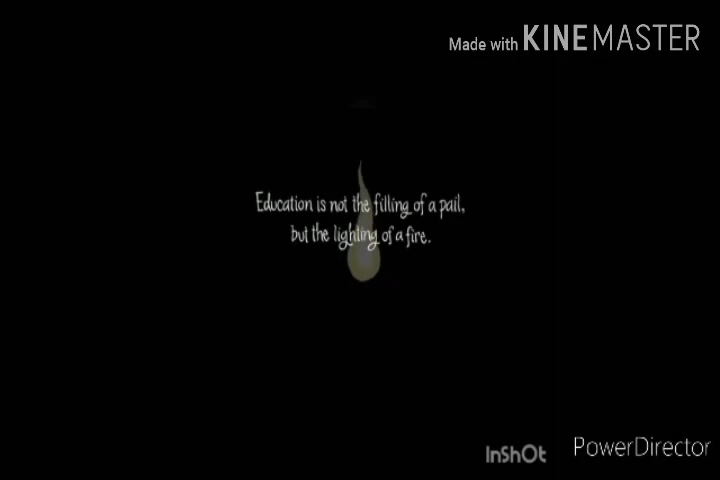 Made with KINEMASTER
Education is not the filling of a pail,
but the lighting of a fire.
InShOt
PowerDirector